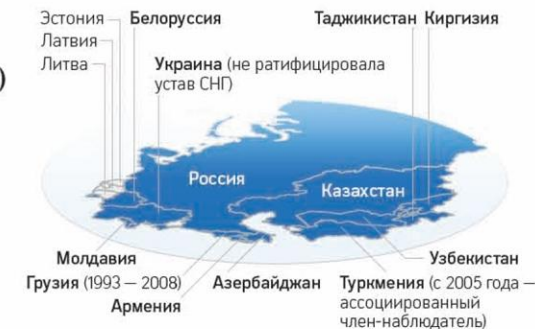 Эстония
Белоруссия
Таджикистан Киргизия
Латвия
Литва
Украина (не ратифицировала
устав СНГ)
)
Россия
Казахстан
Молдавия
Узбекистан
Грузия (1993 — 2008)
Азербайджан
Туркмения (с 2005 года —
ассоциированный
член-наблюдатель)
Армения